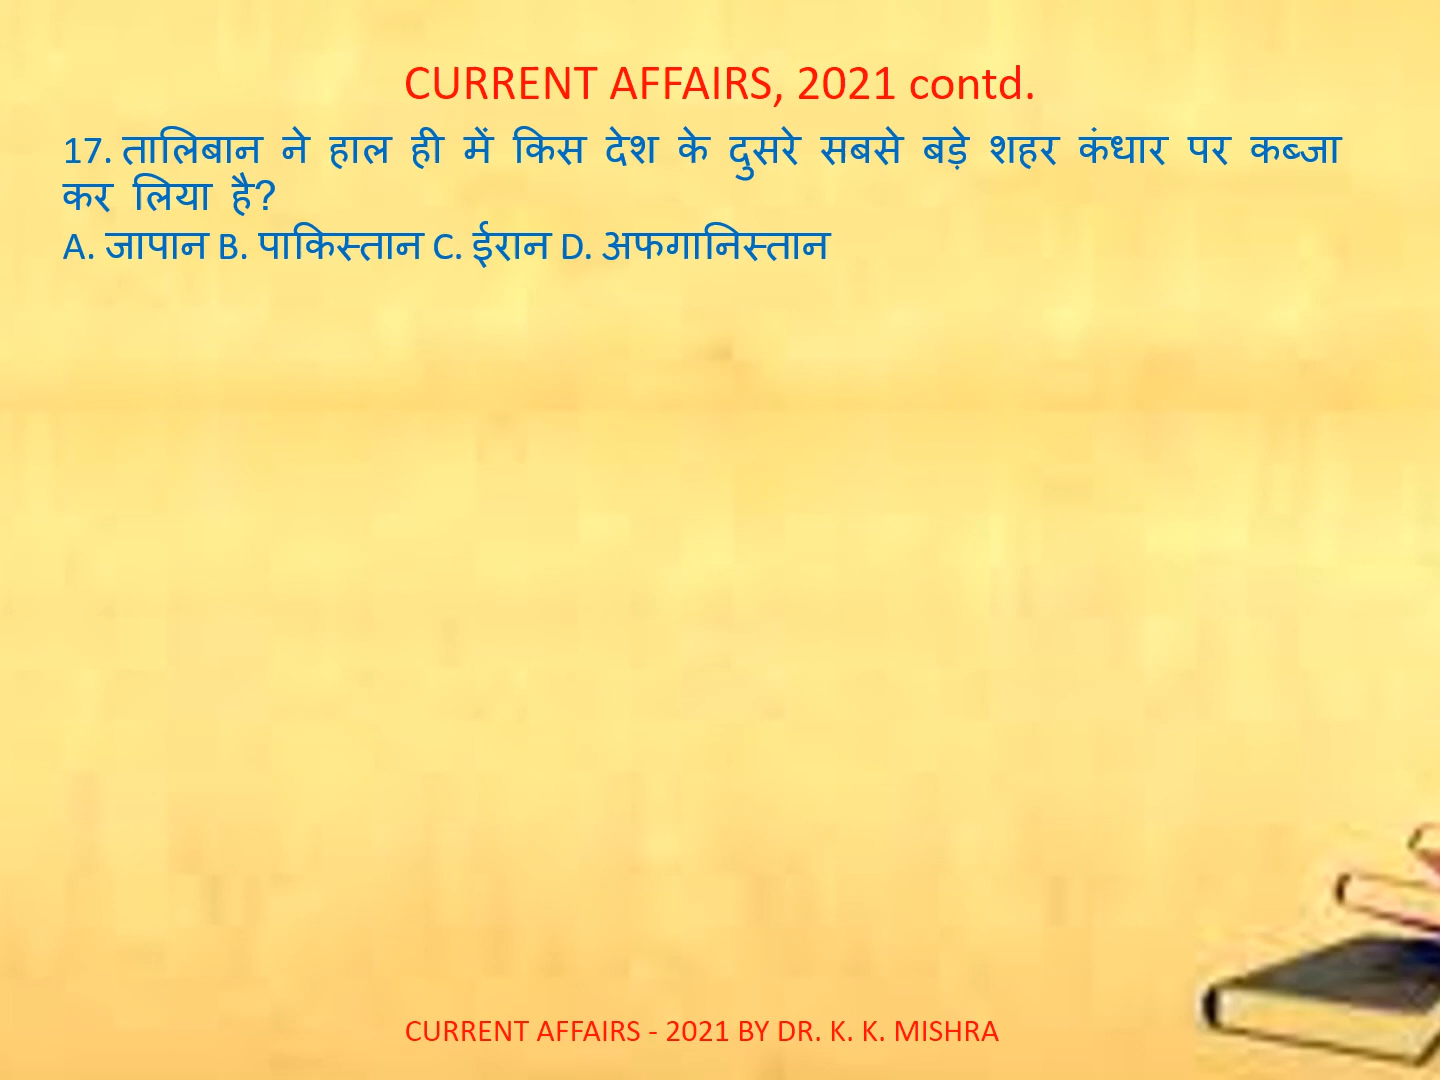 CURRENT AFFAIRS, 2021 contd.
17. तालिबान ने हाल ही में किस देश के दुसरे सबसे बड़े शहर कंधार पर कब्जा
कर लिया है?
A. जापान B. पाकिस्तान C. ईरान D. अफगानिस्तान
CURRENT AFFAIRS - 2021 BY DR. K. K. MISHRA